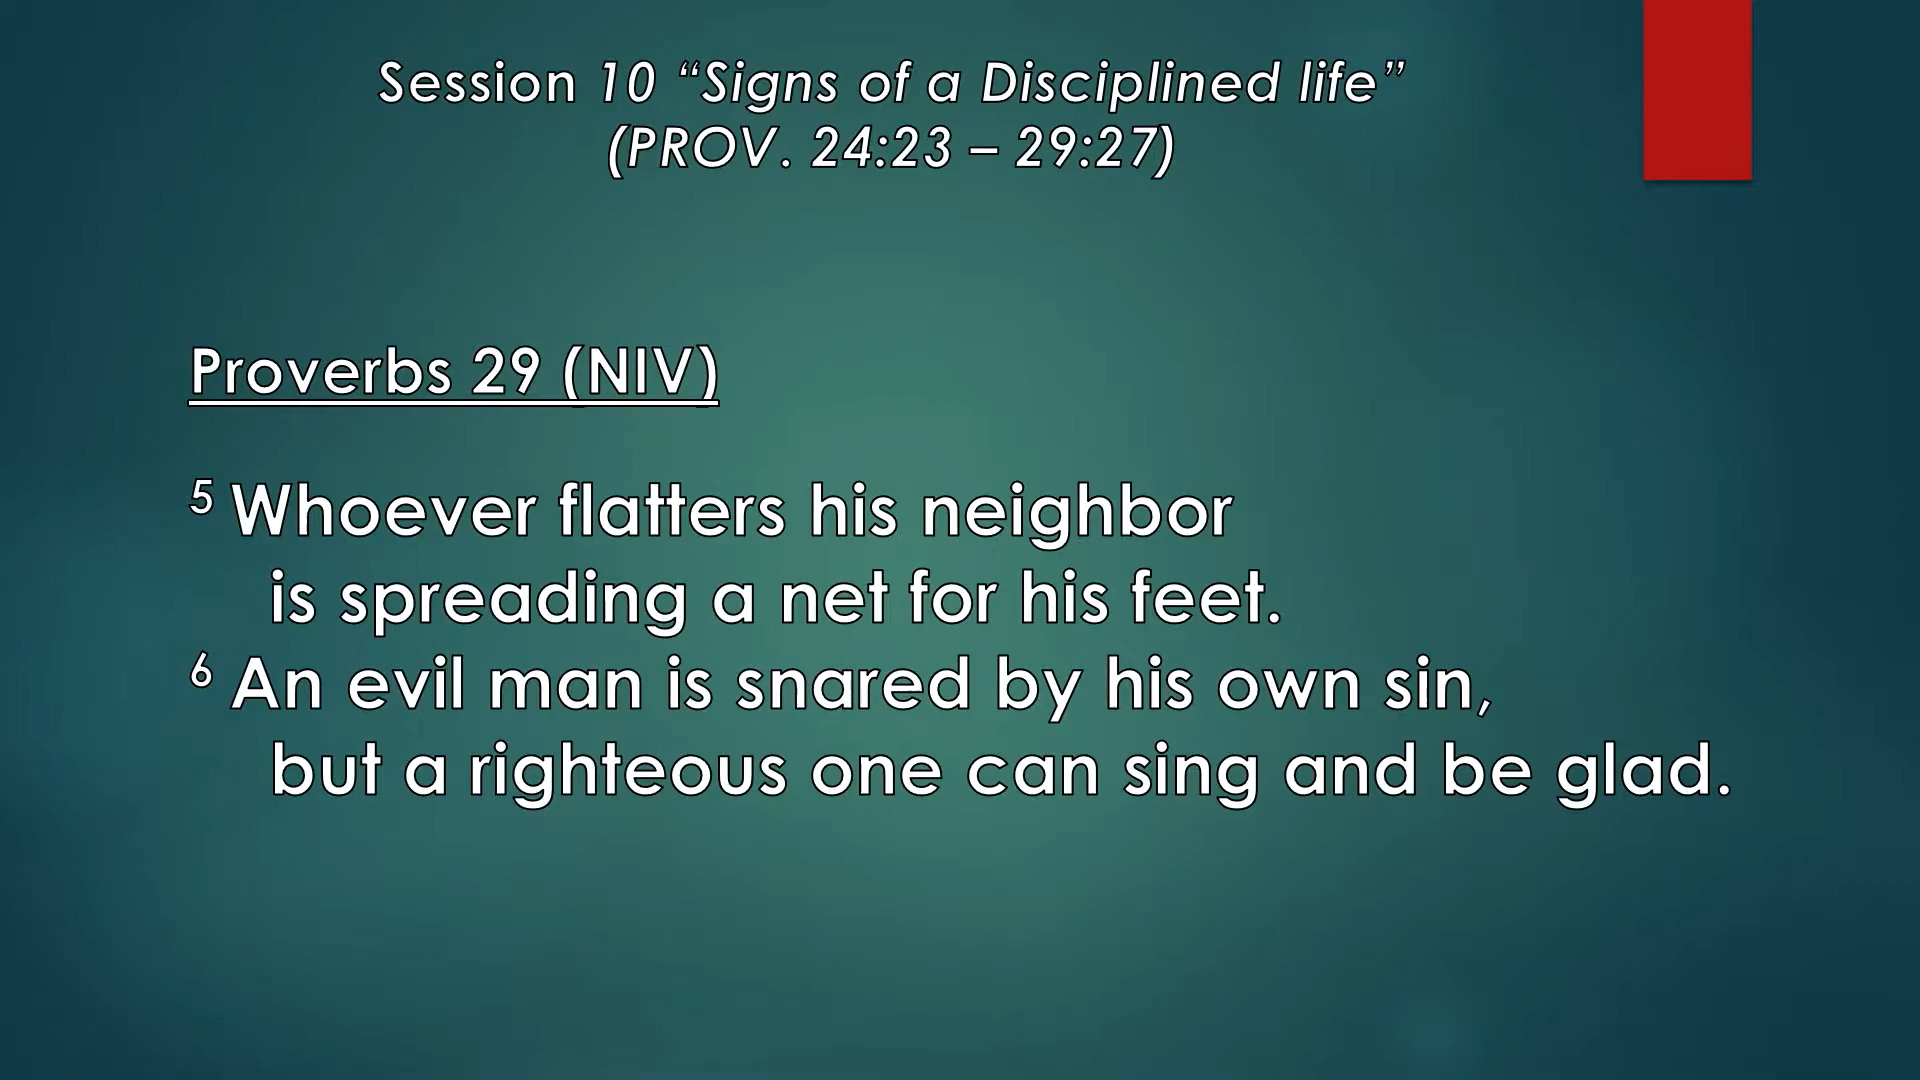 Session 10 “Signs of a Disciplined life”
(PROV. 24:23 – 29:27)
Proverbs 29 (NIV)
5 Whoever flatters his neighbor
is spreading a net for his feet.
6 An evil man is snared by his own sin,
but a righteous one can sing and be glad.